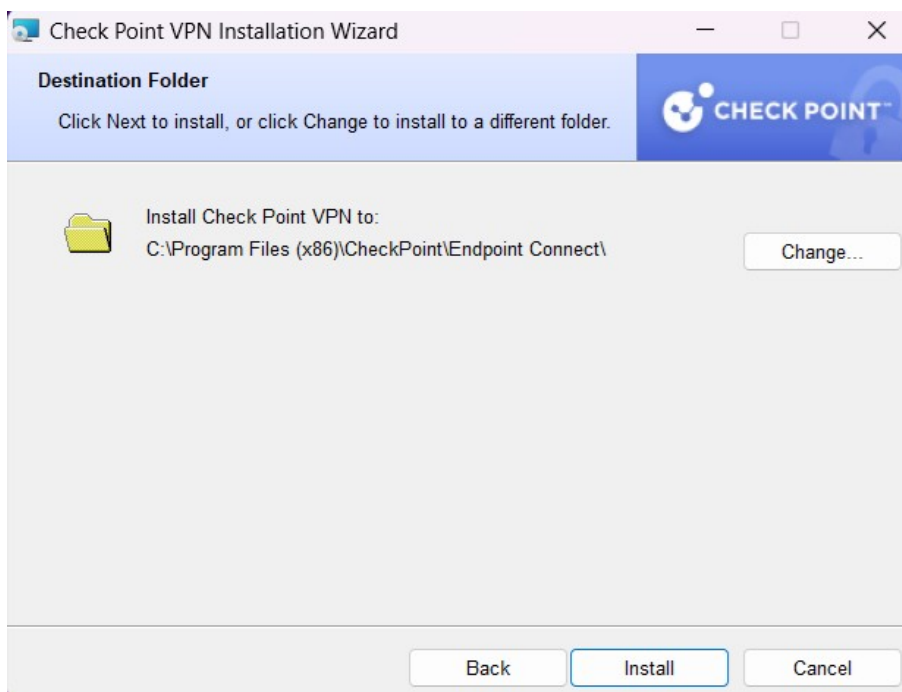 Check Point VPN Installation Wizard
Destination Folder
Click Next to install, or click Change to install to a different folder.
CHECK POINT™
Install Check Point VPN to:
C:\Program Files (x86)\CheckPoint\Endpoint Connect\
Change...
Back
Install
Cancel